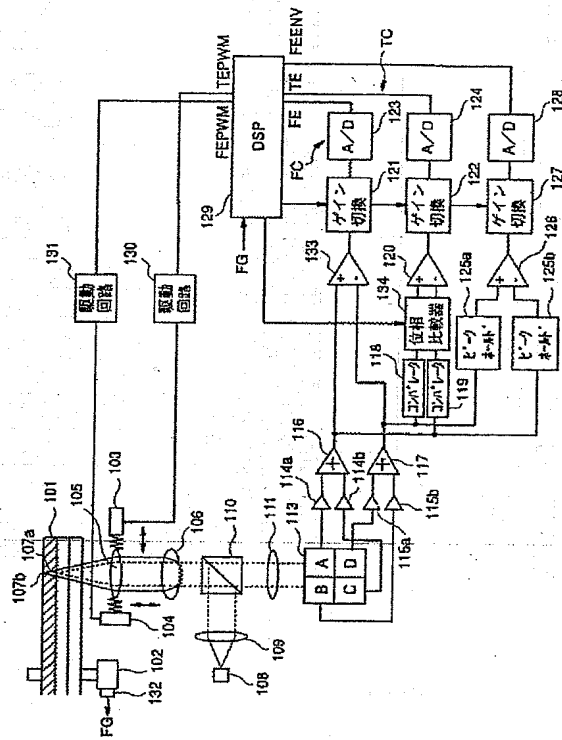 131
駆動
回路
130
駆動
回路
129
FEPWM
TEPWM
DSP
FG
FE
TE
FEENV
TC
FC
A/D
123
A/D
124
A/D
128
ゲイン
切換
121
ゲイン
切換
122
ゲイン
切換
127
133
+
-
120
+
-
126
+
-
134
位相
比較器
118
コンパレータ
コンパレータ
119
125a
ピーク
ホールド
125b
ピーク
ホールド
116
+
117
+
114a
114b
115a
115b
113
B
A
C
D
111
110
109
108
106
105
103
104
101
107a
107b
102
132
FG